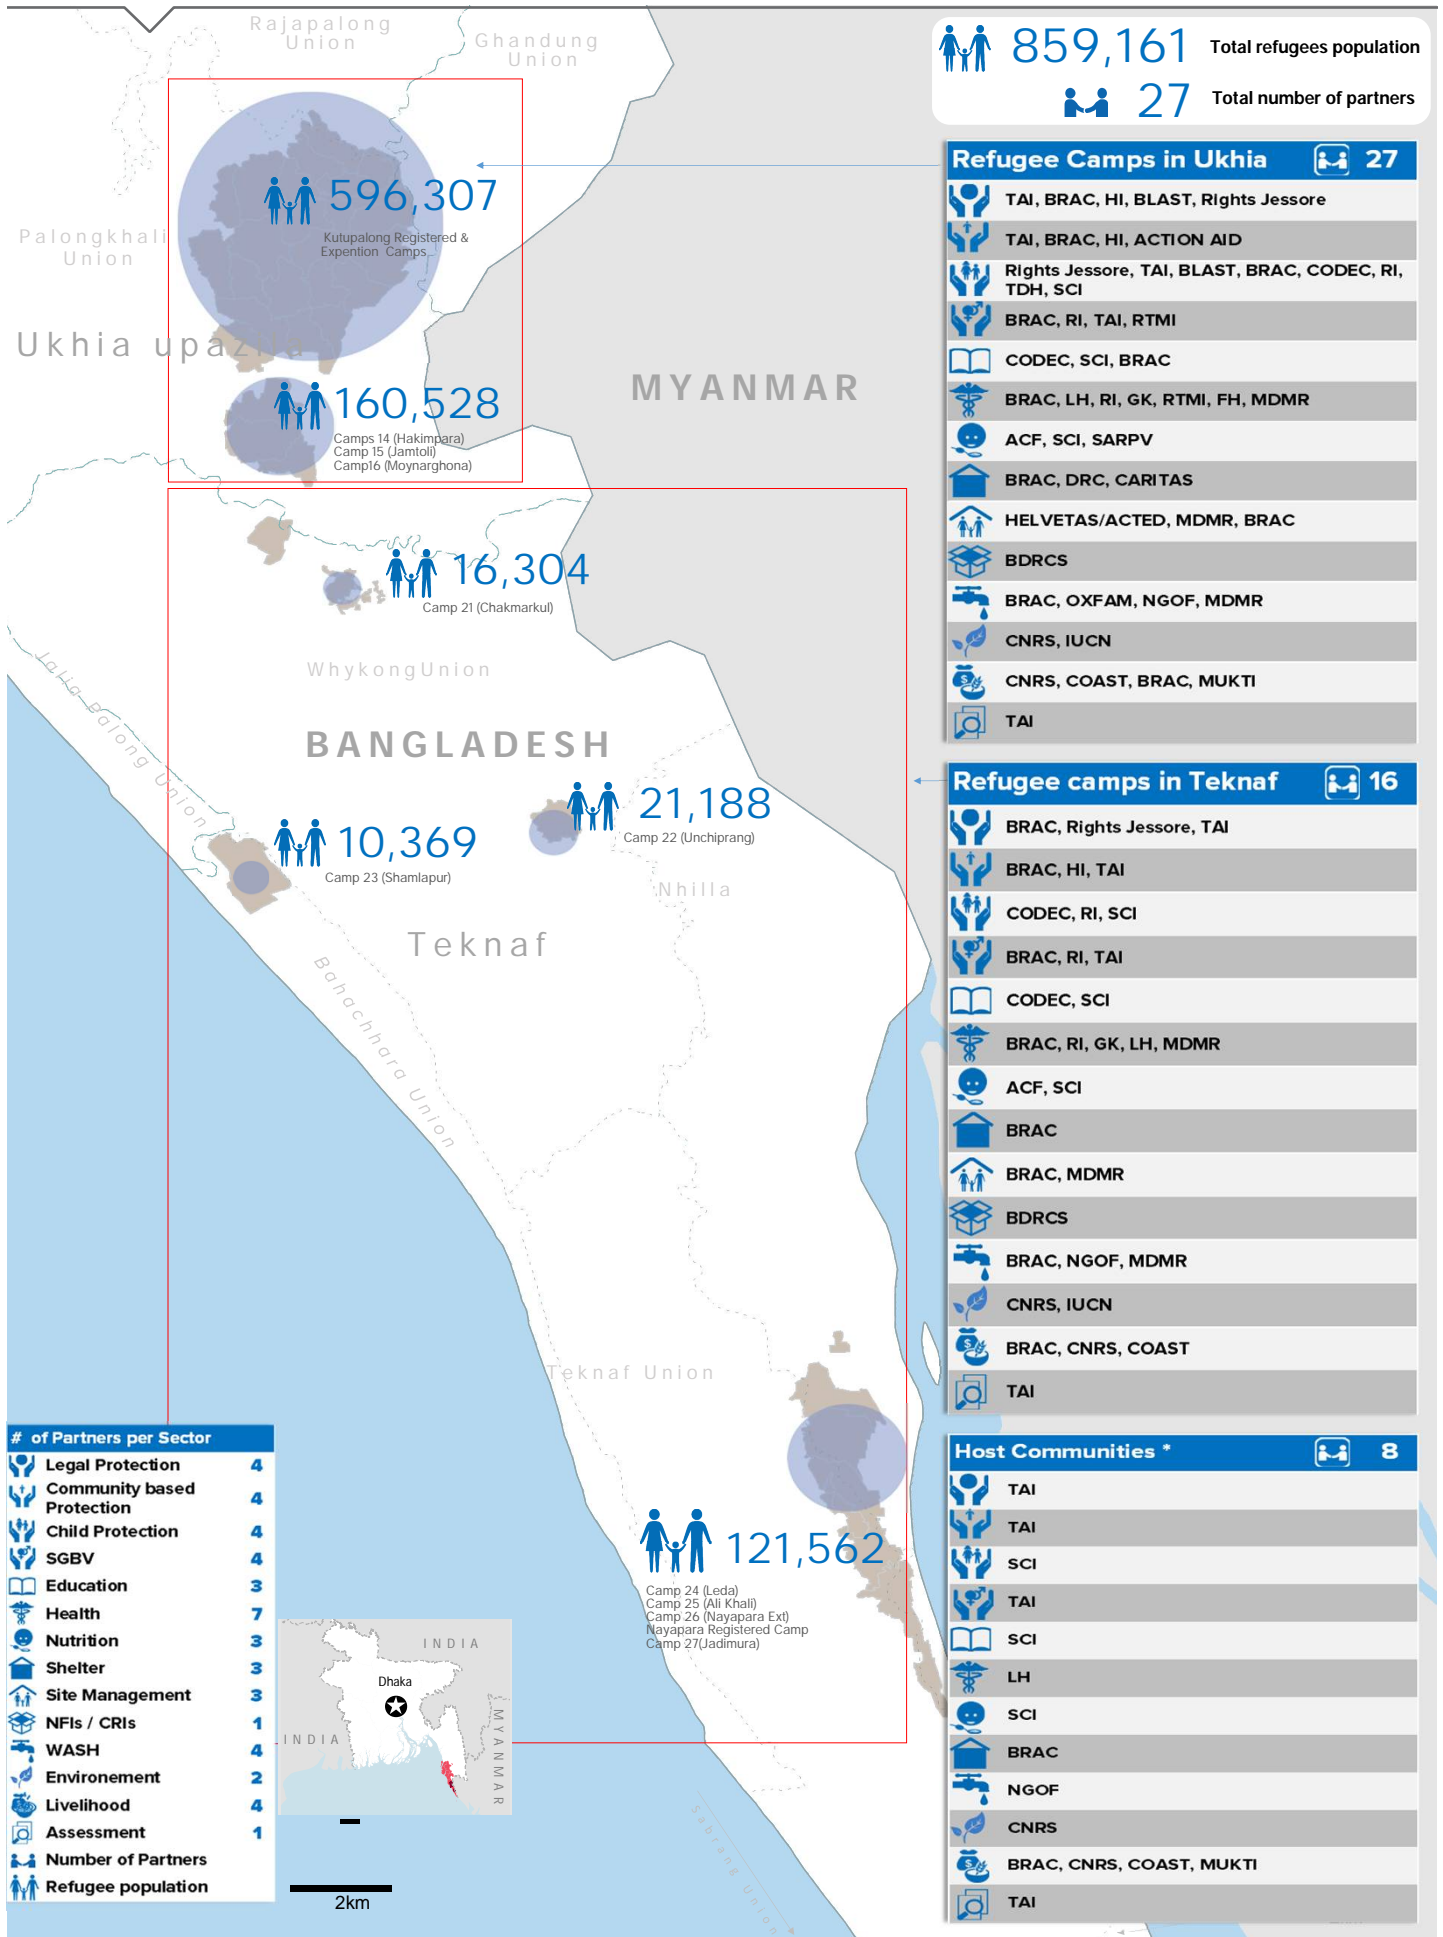 Rajapalong
Union
Ghandung
Union
859,161 Total refugees population
27 Total number of partners
596,307
Kutupalong Registered &
Expention Camps
Palongkhali
Union
Ukhia upazila
160,528
Camps 14 (Hakimpara)
Camp 15 (Jamtoli)
Camp16 (Moynarghona)
MYANMAR
16,304
Camp 21 (Chakmarkul)
WhykongUnion
Jalia Palong Union
BANGLADESH
21,188
Camp 22 (Unchiprang)
10,369
Camp 23 (Shamlapur)
Nhilla
Teknaf
Bahachhara Union
Teknaf Union
121,562
Camp 24 (Leda)
Camp 25 (Ali Khali)
Camp 26 (Nayapara Ext)
Nayapara Registered Camp
Camp 27(Jadimura)
Sabrang Union
Refugee Camps in Ukhia 27
TAI, BRAC, HI, BLAST, Rights Jessore
TAI, BRAC, HI, ACTION AID
Rights Jessore, TAI, BLAST, BRAC, CODEC, RI,
TDH, SCI
BRAC, RI, TAI, RTMI
CODEC, SCI, BRAC
BRAC, LH, RI, GK, RTMI, FH, MDMR
ACF, SCI, SARPV
BRAC, DRC, CARITAS
HELVETAS/ACTED, MDMR, BRAC
BDRCS
BRAC, OXFAM, NGOF, MDMR
CNRS, IUCN
CNRS, COAST, BRAC, MUKTI
TAI
Refugee camps in Teknaf 16
BRAC, Rights Jessore, TAI
BRAC, HI, TAI
CODEC, RI, SCI
BRAC, RI, TAI
CODEC, SCI
BRAC, RI, GK, LH, MDMR
ACF, SCI
BRAC
BRAC, MDMR
BDRCS
BRAC, NGOF, MDMR
CNRS, IUCN
BRAC, CNRS, COAST
TAI
Host Communities * 8
TAI
TAI
SCI
TAI
SCI
LH
SCI
BRAC
NGOF
CNRS
BRAC, CNRS, COAST, MUKTI
TAI
# of Partners per Sector
Legal Protection 4
Community based
Protection 4
Child Protection 4
SGBV 4
Education 3
Health 7
Nutrition 3
Shelter 3
Site Management 3
NFIs / CRIs 1
WASH 4
Environement 2
Livelihood 4
Assessment 1
Number of Partners
Refugee population
INDIA
Dhaka
INDIA
MYANMAR
2km